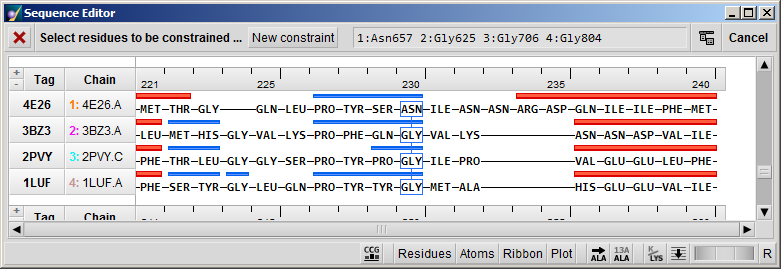 Sequence Editor
Select residues to be constrained ... New constraint 1:Asn657 2:Gly625 3:Gly706 4:Gly804 Cancel
+ - Tag Chain 221 225 230 235 240
4E26 1: 4E26.A MET THR GLY GLN LEU PRO TYR SER ASN ILE ASN ASN ARG ASP GLN ILE ILE PHE MET
3BZ3 2: 3BZ3.A LEU MET HIS GLY VAL LYS PRO PHE GLN GLY VAL LYS ASN ASN ASP VAL ILE
2PVY 3: 2PVY.C PHE THR LEU GLY GLY SER PRO TYR PRO GLY ILE PRO VAL GLU GLU LEU PHE
1LUF 4: 1LUF.A PHE SER TYR GLY LEU GLN PRO TYR TYR GLY MET ALA HIS GLU GLU VAL ILE
+ Tag Chain
CCG Residues Atoms Ribbon Plot ALA 13A ALA K LYS R